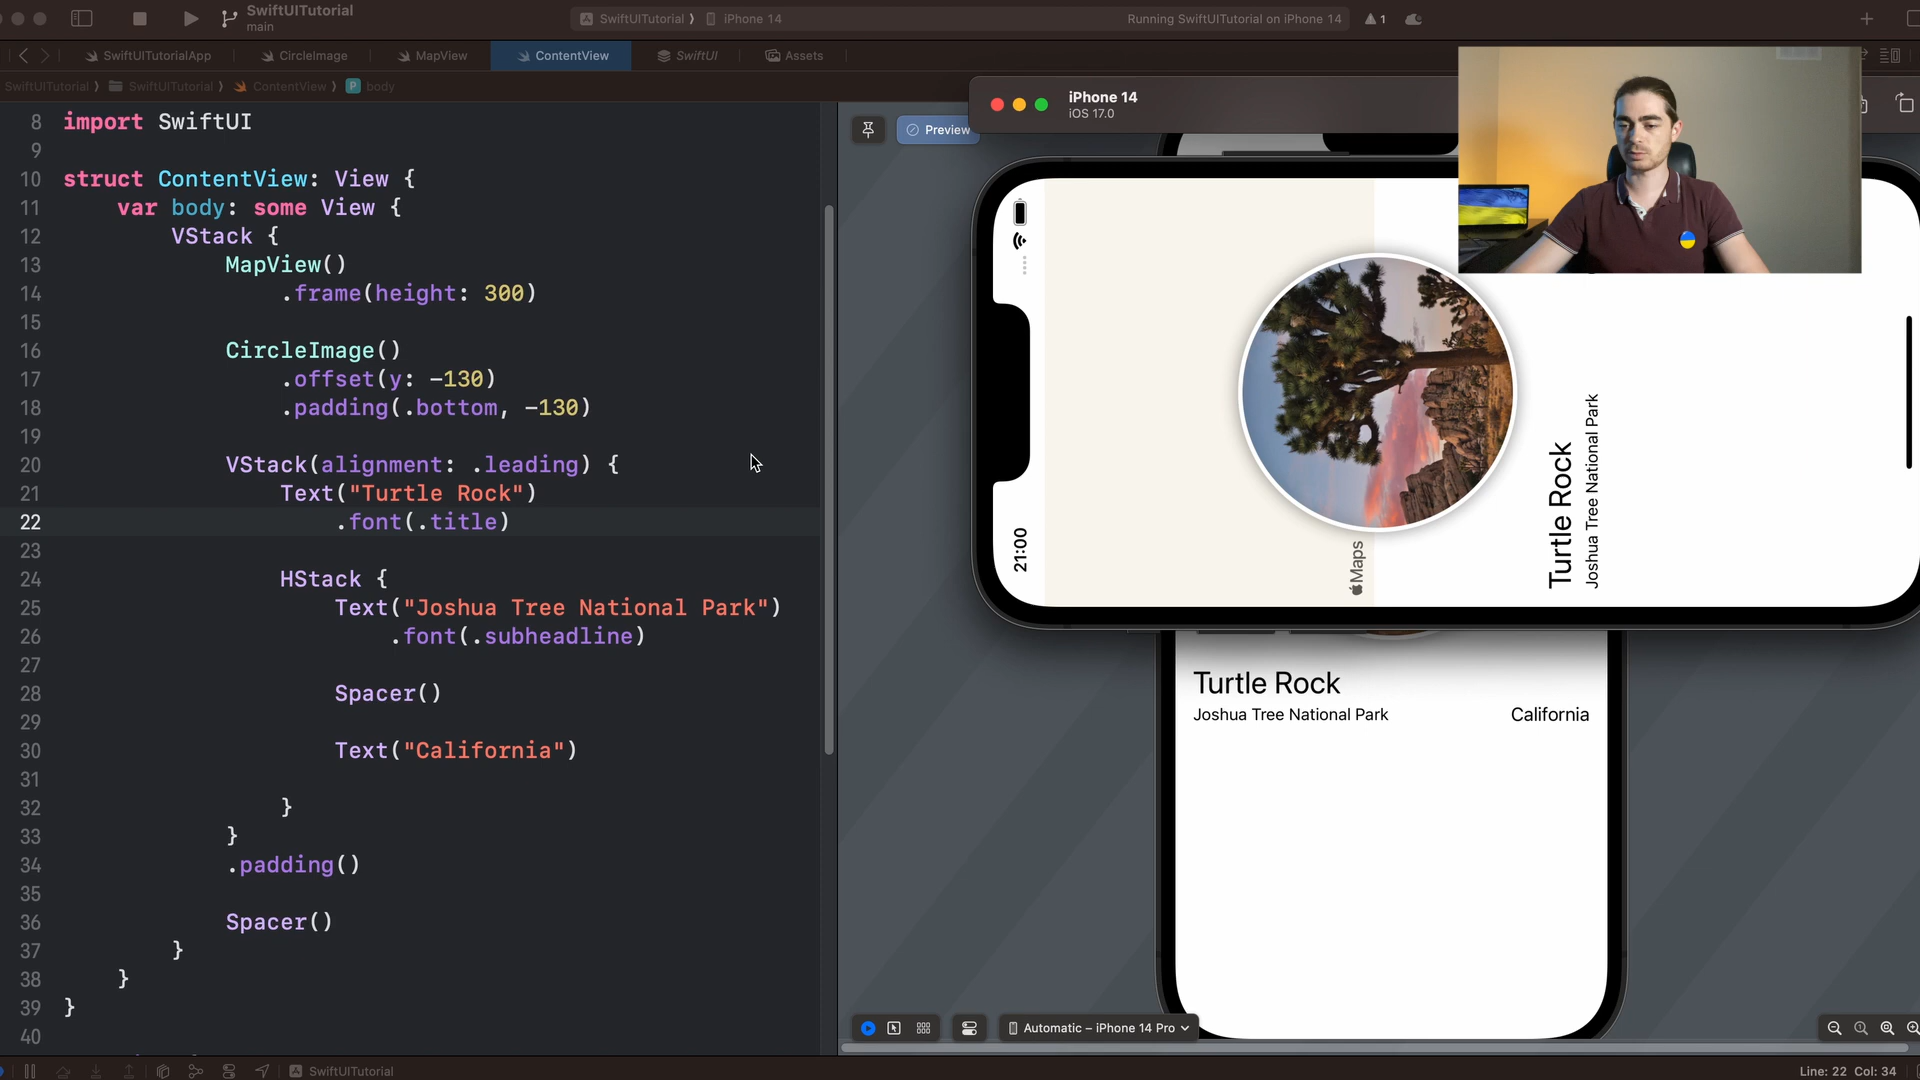 SwiftUITutorial
main
SwiftUITutorial ⟩ iPhone 14
Running SwiftUITutorial on iPhone 14
1
SwiftUITutorialApp
CircleImage
MapView
ContentView
SwiftUI
Assets
SwiftUITutorial ⟩ SwiftUITutorial ⟩ ContentView ⟩ P body
8 import SwiftUI
9
10 struct ContentView: View {
11 var body: some View {
12 VStack {
13 MapView()
14 .frame(height: 300)
15
16 CircleImage()
17 .offset(y: -130)
18 .padding(.bottom, -130)
19
20 VStack(alignment: .leading) {
21 Text("Turtle Rock")
22 .font(.title)
23
24 HStack {
25 Text("Joshua Tree National Park")
26 .font(.subheadline)
27
28 Spacer()
29
30 Text("California")
31
32 }
33 }
34 .padding()
35
36 Spacer()
37 }
38 }
39 }
40
Preview
iPhone 14
iOS 17.0
21:00
Maps
Turtle Rock
Joshua Tree National Park
Turtle Rock
Joshua Tree National Park
California
Automatic – iPhone 14 Pro
SwiftUITutorial
Line: 22 Col: 34